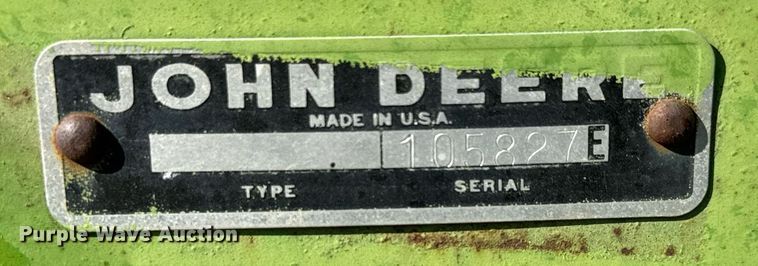 JOHN DEERE
MADE IN U.S.A.
105827E
TYPE SERIAL
Purple Wave Auction